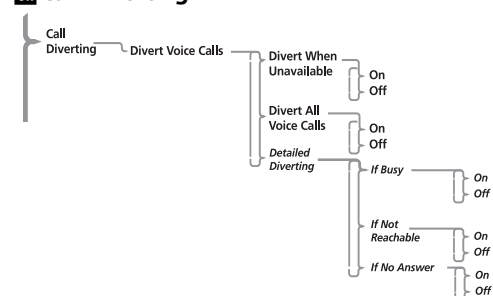 Call
Diverting
Divert Voice Calls
Divert When
Unavailable
On
Off
Divert All
Voice Calls
On
Off
Detailed
Diverting
If Busy
On
Off
If Not
Reachable
On
Off
If No Answer
On
Off